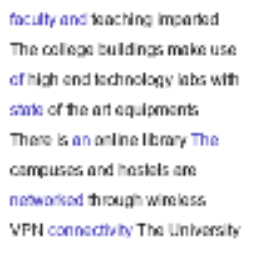 faculty and teaching imparted
The college buildings make use
of high end technology labs with
state of the art equipments
There is an online library The
campuses and hostels are
networked through wireless
VPN connectivity The University